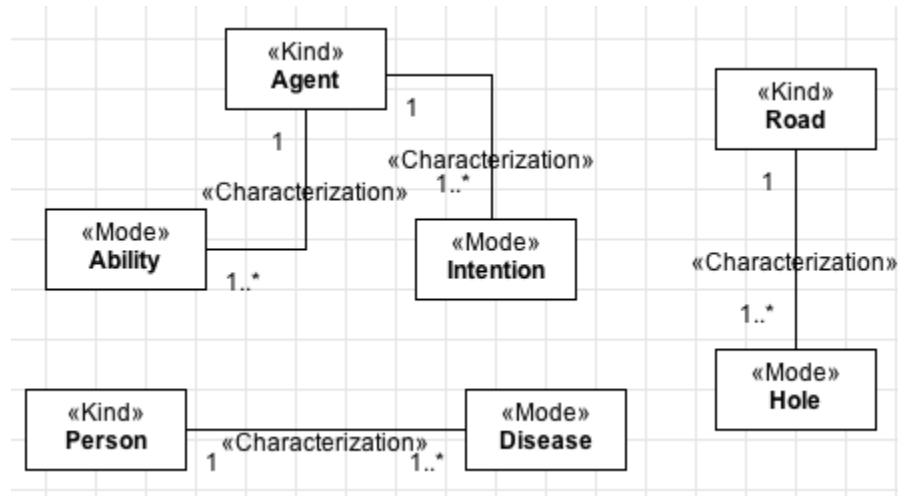 «Kind»
Agent
1
1
«Characterization»
1..*
«Characterization»
«Mode»
Ability
1..*
«Mode»
Intention
«Kind»
Road
1
«Characterization»
1..*
«Mode»
Hole
«Kind»
Person
1
«Characterization»
1..*
«Mode»
Disease